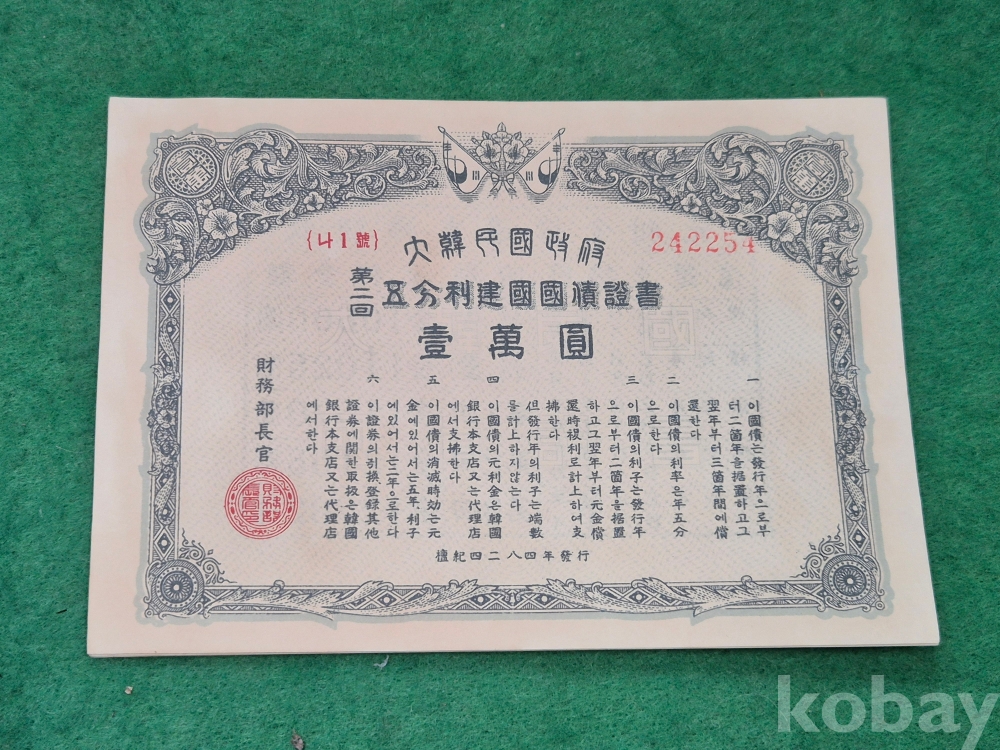 {나1號}
242254
大韓民國政府
第二回
五分利建國國債證書
壹萬圓
一 이國債는發行年으로부
터二箇年을据置하고그
翌年부터三箇年間에償
還한다
二 이國債의利率은年五分
으로한다
三 이國債의利子는發行年
으로부터二箇年을据置
하고그翌年부터元金償
還時複利로計上하여支
拂한다
但發行年의利子는端數
를計上하지않는다
四 이國債의元利金은韓國
銀行本支店又는代理店
에서支拂한다
五 이國債의消滅時効는元
金에있어서는五年、利子
에있어서는二年으로한다
六 이證券의引換登錄其他
證券에關한取扱은韓國
銀行本支店又는代理店
에서한다
財務部長官
檀紀四二八四年發行
kobay